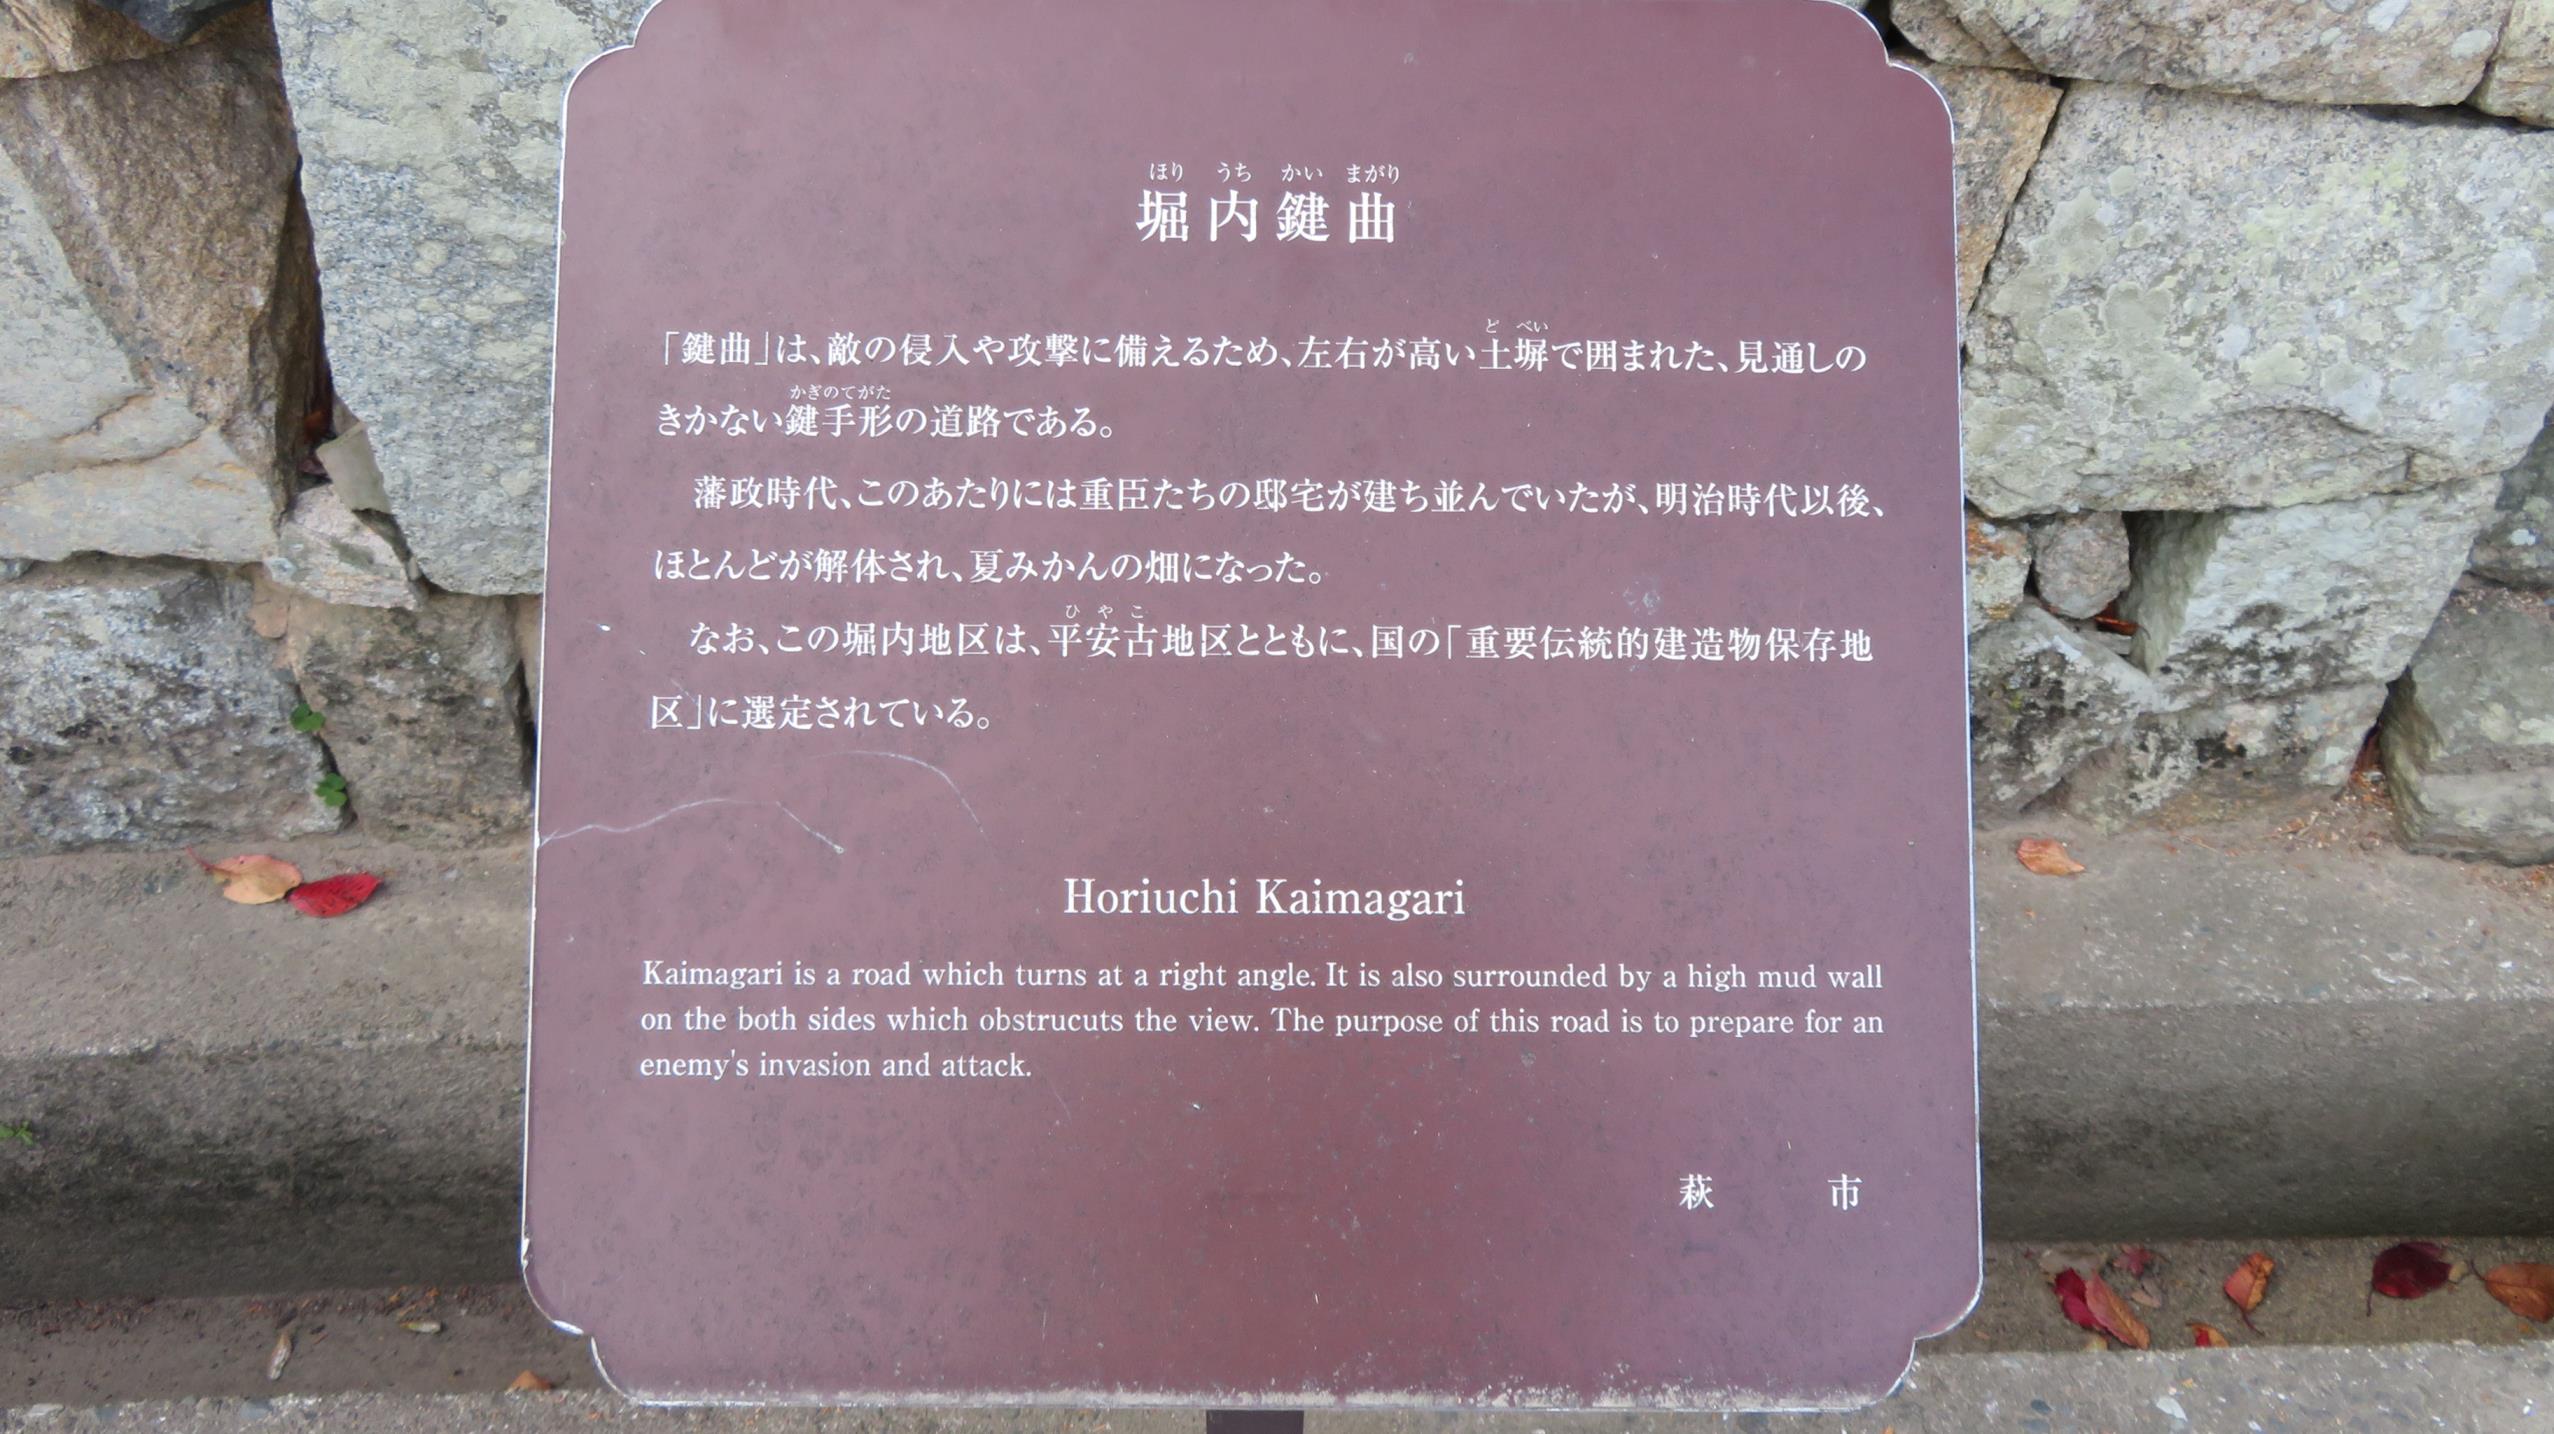 ほり うち かい まがり
堀内鍵曲
ど べい
「鍵曲」は、敵の侵入や攻撃に備えるため、左右が高い土塀で囲まれた、見通しの
かぎのてがた
きかない鍵手形の道路である。
藩政時代、このあたりには重臣たちの邸宅が建ち並んでいたが、明治時代以後、
ほとんどが解体され、夏みかんの畑になった。
ひ や こ
なお、この堀内地区は、平安古地区とともに、国の「重要伝統的建造物保存地
区」に選定されている。
Horiuchi Kaimagari
Kaimagari is a road which turns at a right angle. It is also surrounded by a high mud wall
on the both sides which obstrucuts the view. The purpose of this road is to prepare for an
enemy's invasion and attack.
萩 市